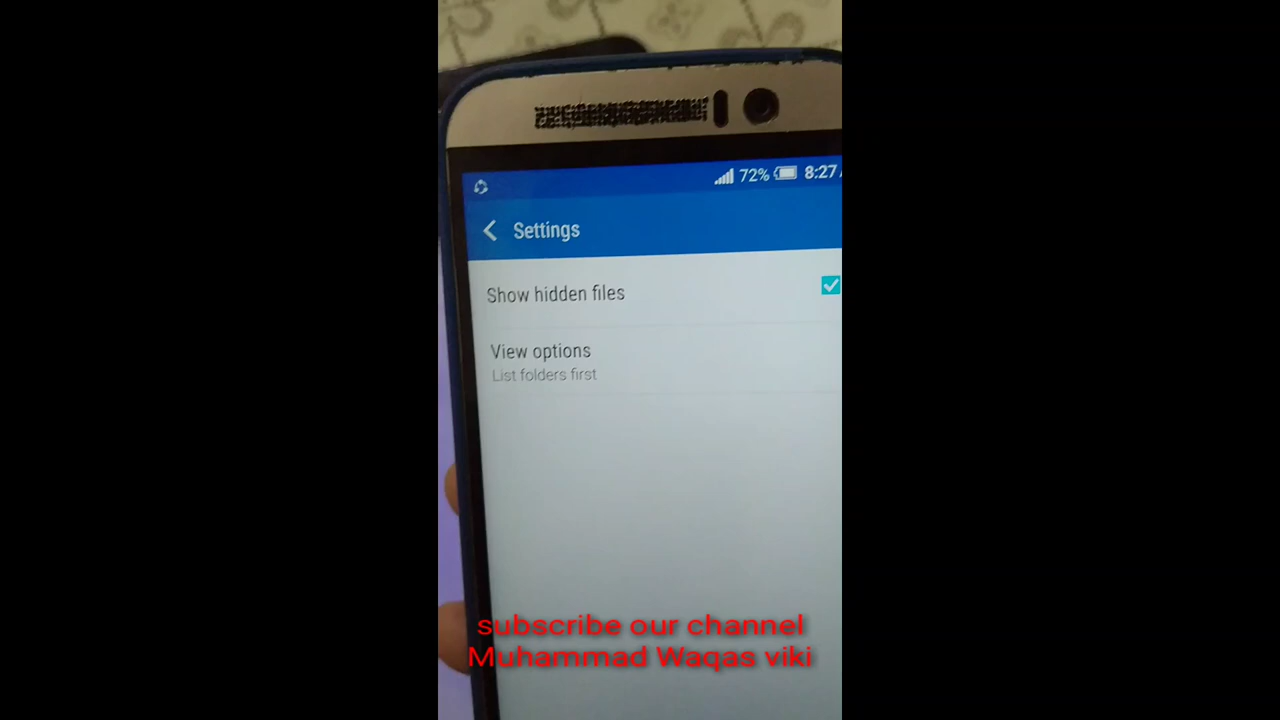 72% 8:27
Settings
Show hidden files
View options
List folders first
subscribe our channel
Muhammad Waqas viki